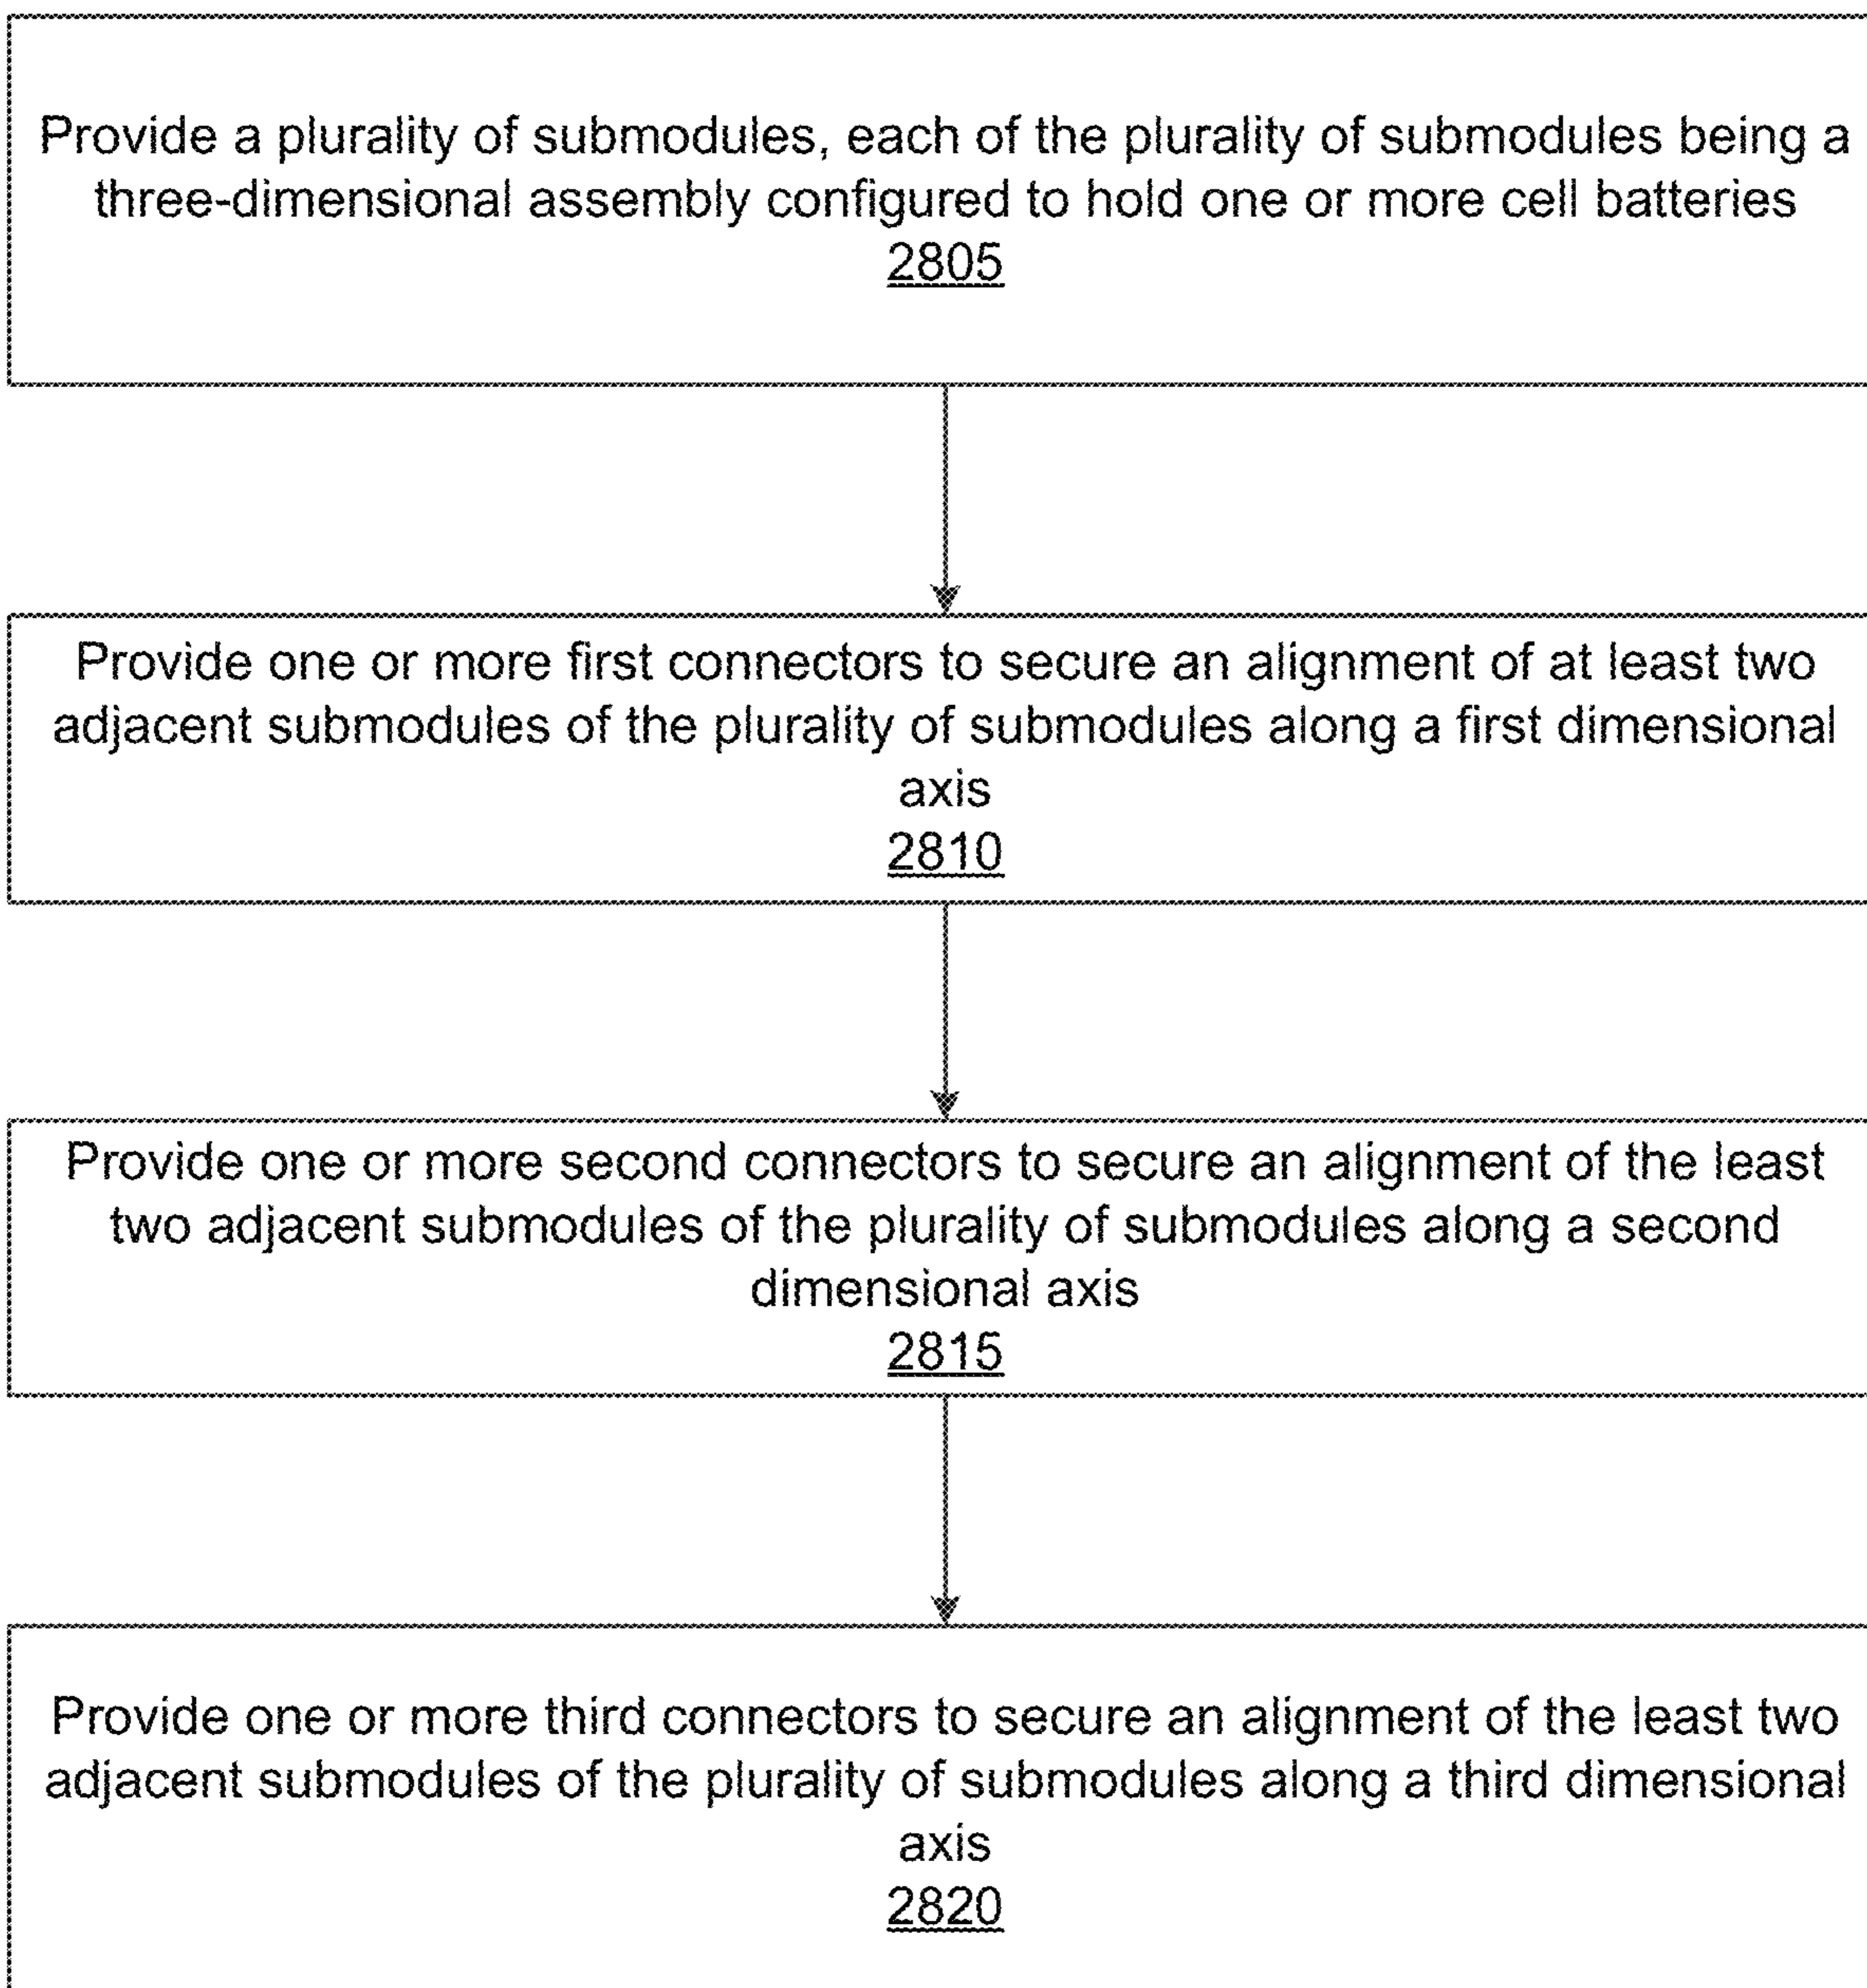 Provide a plurality of submodules, each of the plurality of submodules being a
three-dimensional assembly configured to hold one or more cell batteries
2805
Provide one or more first connectors to secure an alignment of at least two
adjacent submodules of the plurality of submodules along a first dimensional
axis
2810
Provide one or more second connectors to secure an alignment of the least
two adjacent submodules of the plurality of submodules along a second
dimensional axis
2815
Provide one or more third connectors to secure an alignment of the least two
adjacent submodules of the plurality of submodules along a third dimensional
axis
2820